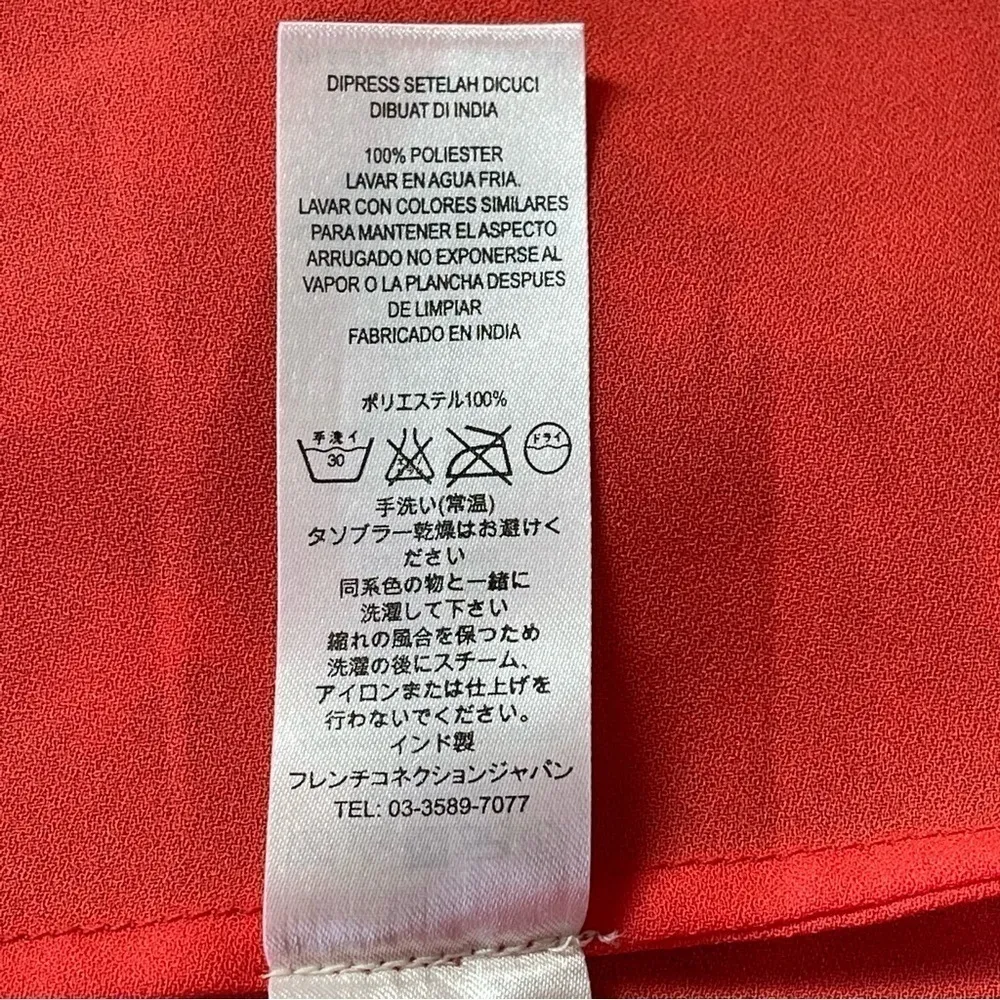 DIPRESS SETELAH DICUCI
DIBUAT DI INDIA
100% POLIESTER
LAVAR EN AGUA FRIA.
LAVAR CON COLORES SIMILARES
PARA MANTENER EL ASPECTO
ARRUGADO NO EXPONERSE AL
VAPOR O LA PLANCHA DESPUES
DE LIMPIAR
FABRICADO EN INDIA
ポリエステル100%
手洗イ
30
ドライ
手洗い(常温)
タソブラー乾燥はお避けく
ださい
同系色の物と一緒に
洗濯して下さい
縮れの風合を保つため
洗濯の後にスチーム、
アイロンまたは仕上げを
行わないでください。
インド製
フレンチコネクションジャパン
TEL: 03-3589-7077